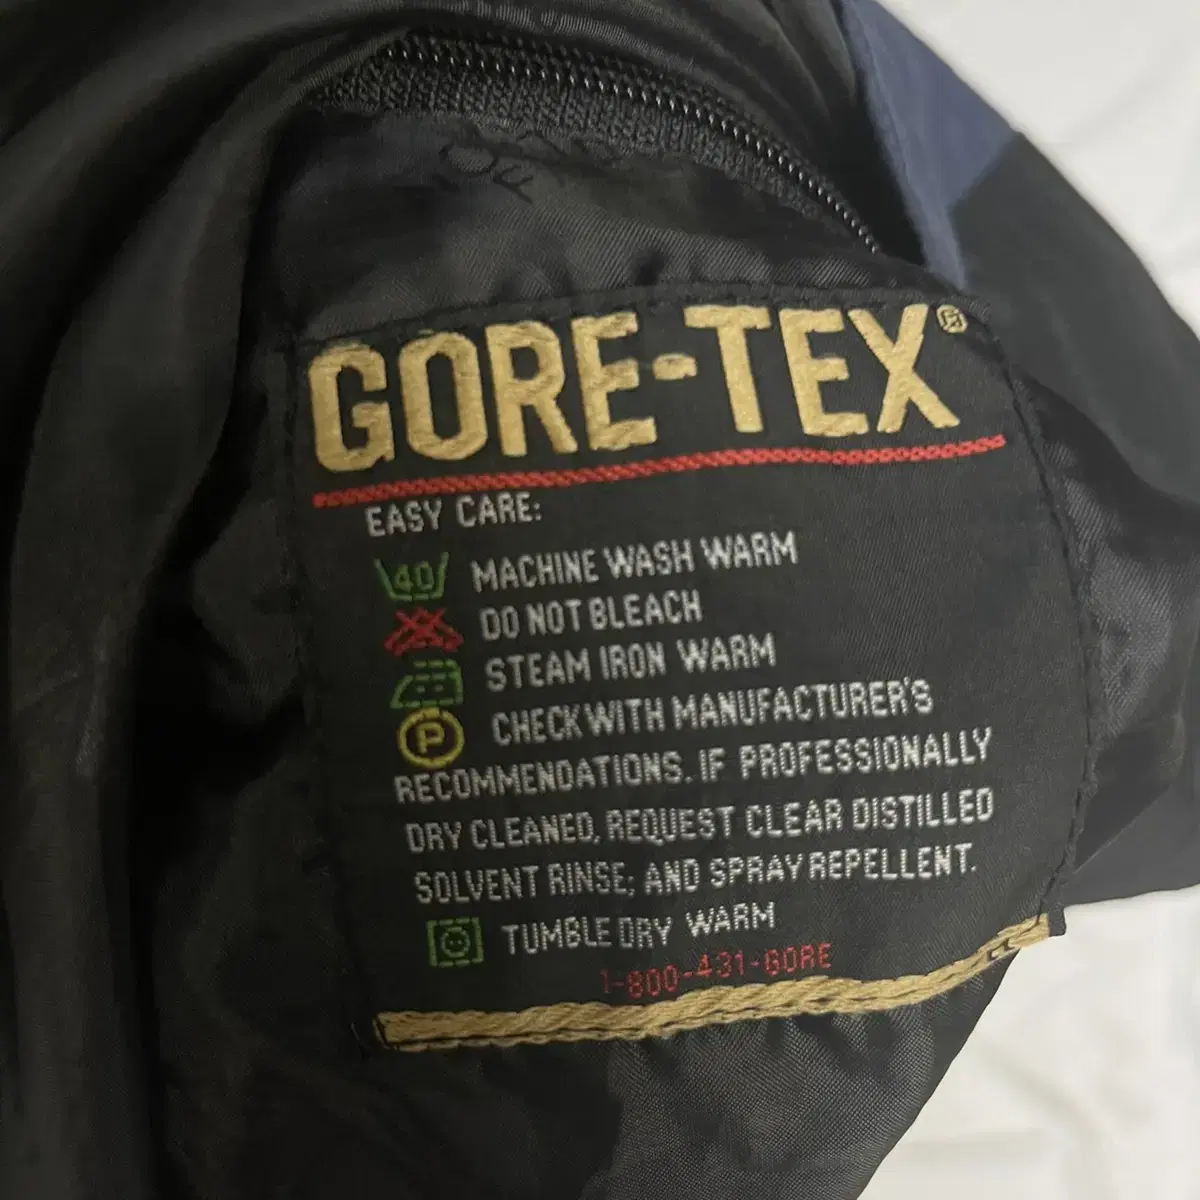 GORE-TEX®
EASY CARE:
40 MACHINE WASH WARM
DO NOT BLEACH
STEAM IRON WARM
P CHECK WITH MANUFACTURER'S
RECOMMENDATIONS. IF PROFESSIONALLY
DRY CLEANED, REQUEST CLEAR DISTILLED
SOLVENT RINSE; AND SPRAY REPELLENT.
TUMBLE DRY WARM
1-800-431-GORE